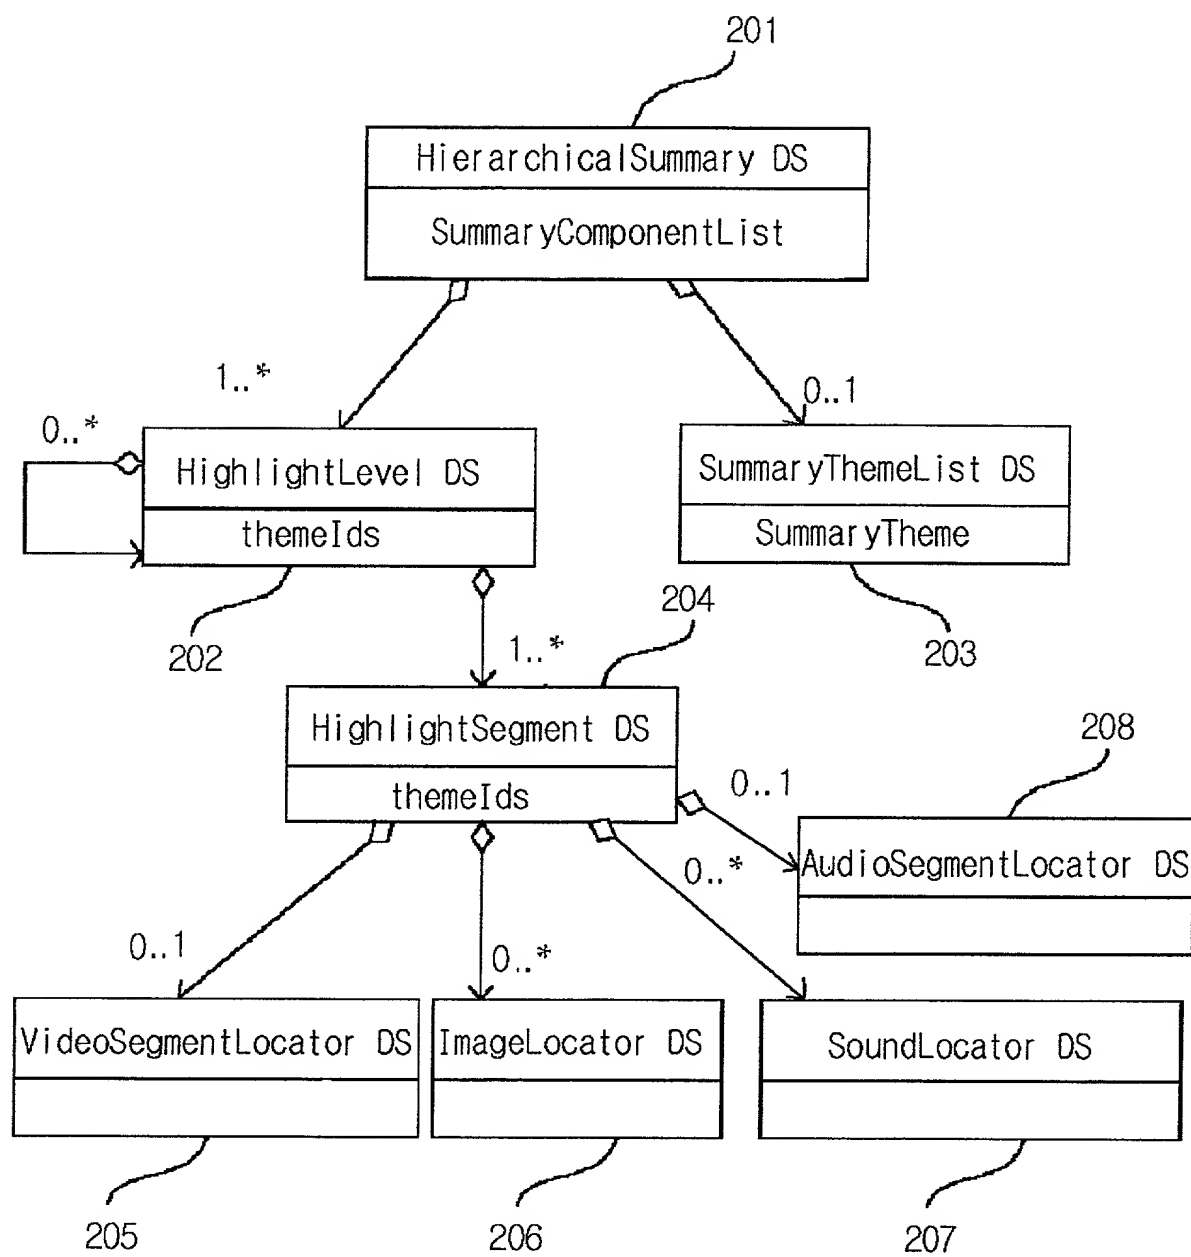 201
HierarchicalSummary DS
SummaryComponentList
1..*
0..1
0..*
HighlightLevel DS
themeIds
SummaryThemeList DS
SummaryTheme
202
204
203
1..*
HighlightSegment DS
themeIds
208
0..1
AudioSegmentLocator DS
0..*
0..1
0..*
VideoSegmentLocator DS
ImageLocator DS
SoundLocator DS
205
206
207